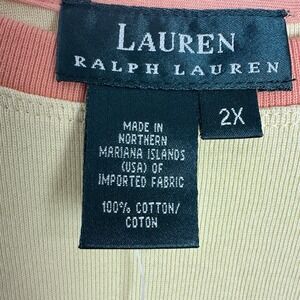 LAUREN
RALPH LAUREN
2X
MADE IN
NORTHERN
MARIANA ISLANDS
(USA) OF
IMPORTED FABRIC
100% COTTON/
COTON